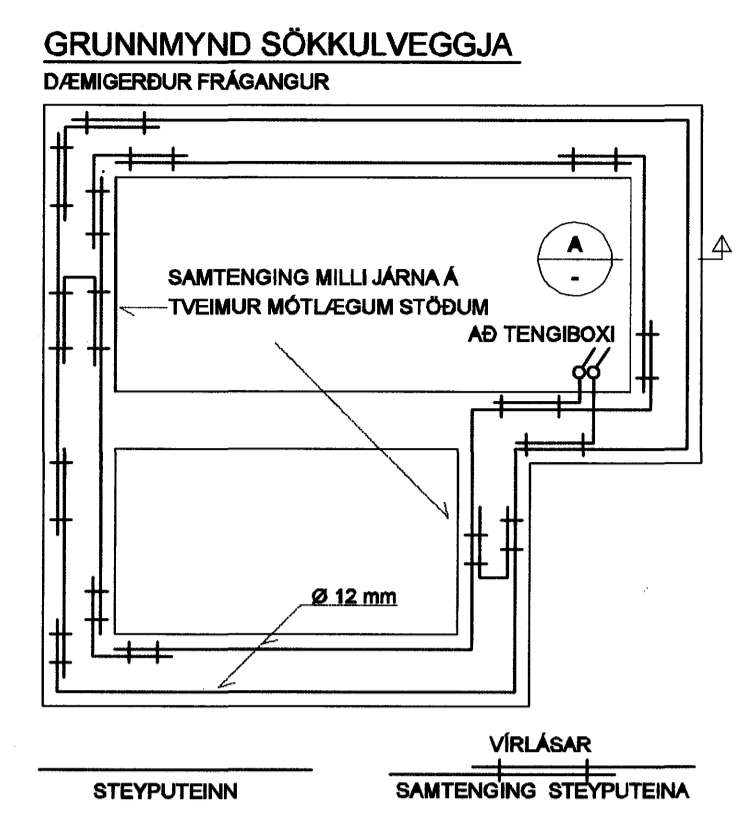 GRUNNMYND SÖKKULVEGGJA
DÆMIGERÐUR FRÁGANGUR
A
-
SAMTENGING MILLI JÁRNA Á
TVEIMUR MÓTLÆGUM STÖÐUM
AÐ TENGIBOXI
Ø 12 mm
VÍRLÁSAR
STEYPUTEINN
SAMTENGING STEYPUTEINA